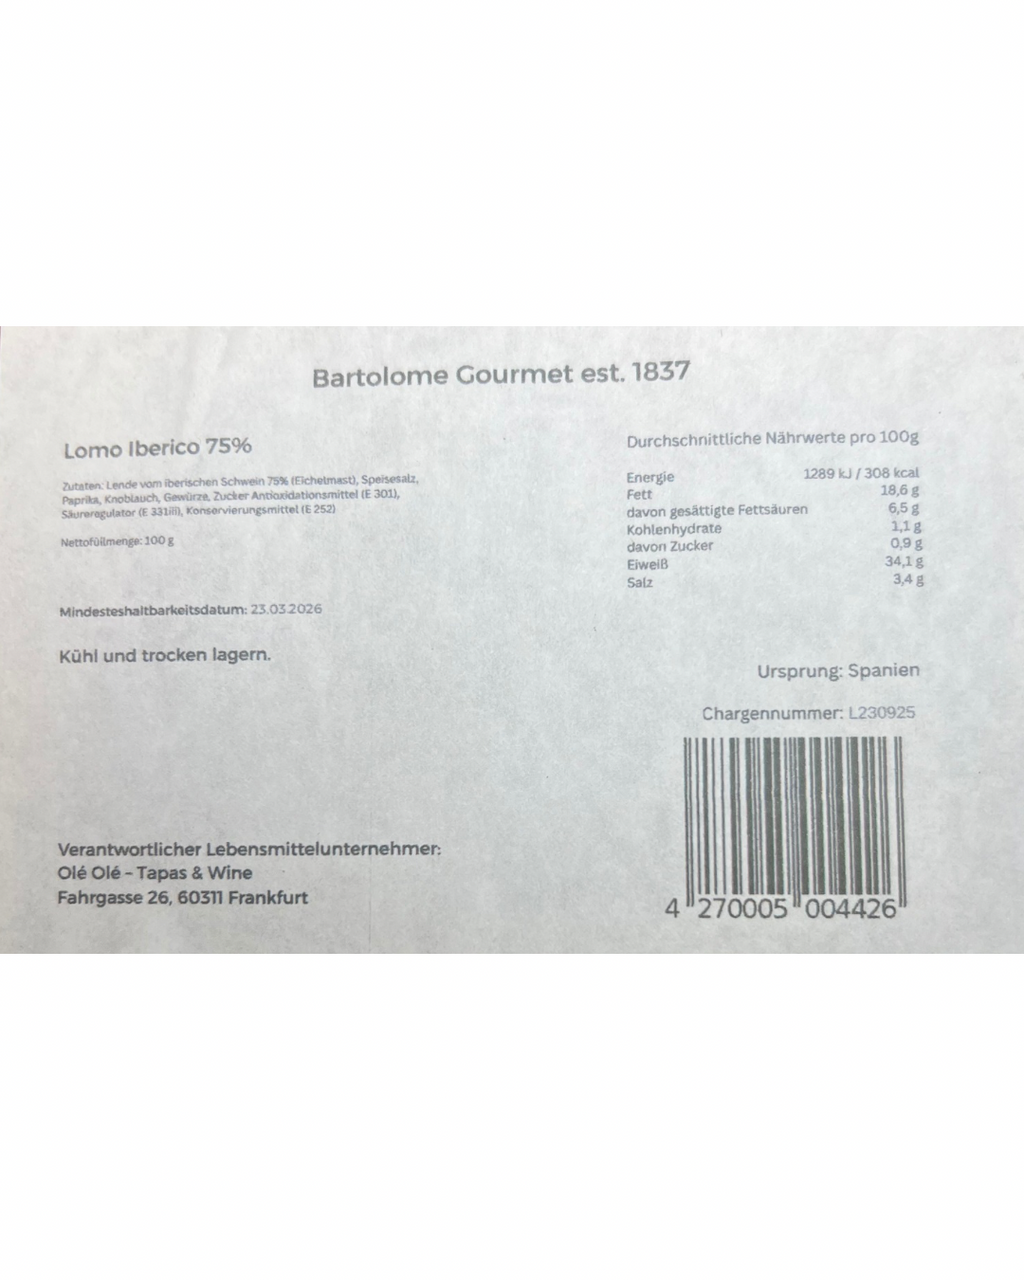 Bartolome Gourmet est. 1837
Lomo Iberico 75%
Zutaten: Lende vom iberischen Schwein 75% (Eichelmast), Speisesalz,
Paprika, Knoblauch, Gewürze, Zucker Antioxidationsmittel (E 301),
Säureregulator (E 331iii), Konservierungsmittel (E 252)
Nettofüllmenge: 100 g
Mindesteshaltbarkeitsdatum: 23.03.2026
Kühl und trocken lagern.
Verantwortlicher Lebensmittelunternehmer:
Olé Olé – Tapas & Wine
Fahrgasse 26, 60311 Frankfurt
Durchschnittliche Nährwerte pro 100g
Energie 1289 kJ / 308 kcal
Fett 18,6 g
davon gesättigte Fettsäuren 6,5 g
Kohlenhydrate 1,1 g
davon Zucker 0,9 g
Eiweiß 34,1 g
Salz 3,4 g
Ursprung: Spanien
Chargennummer: L230925
4 270005 004426